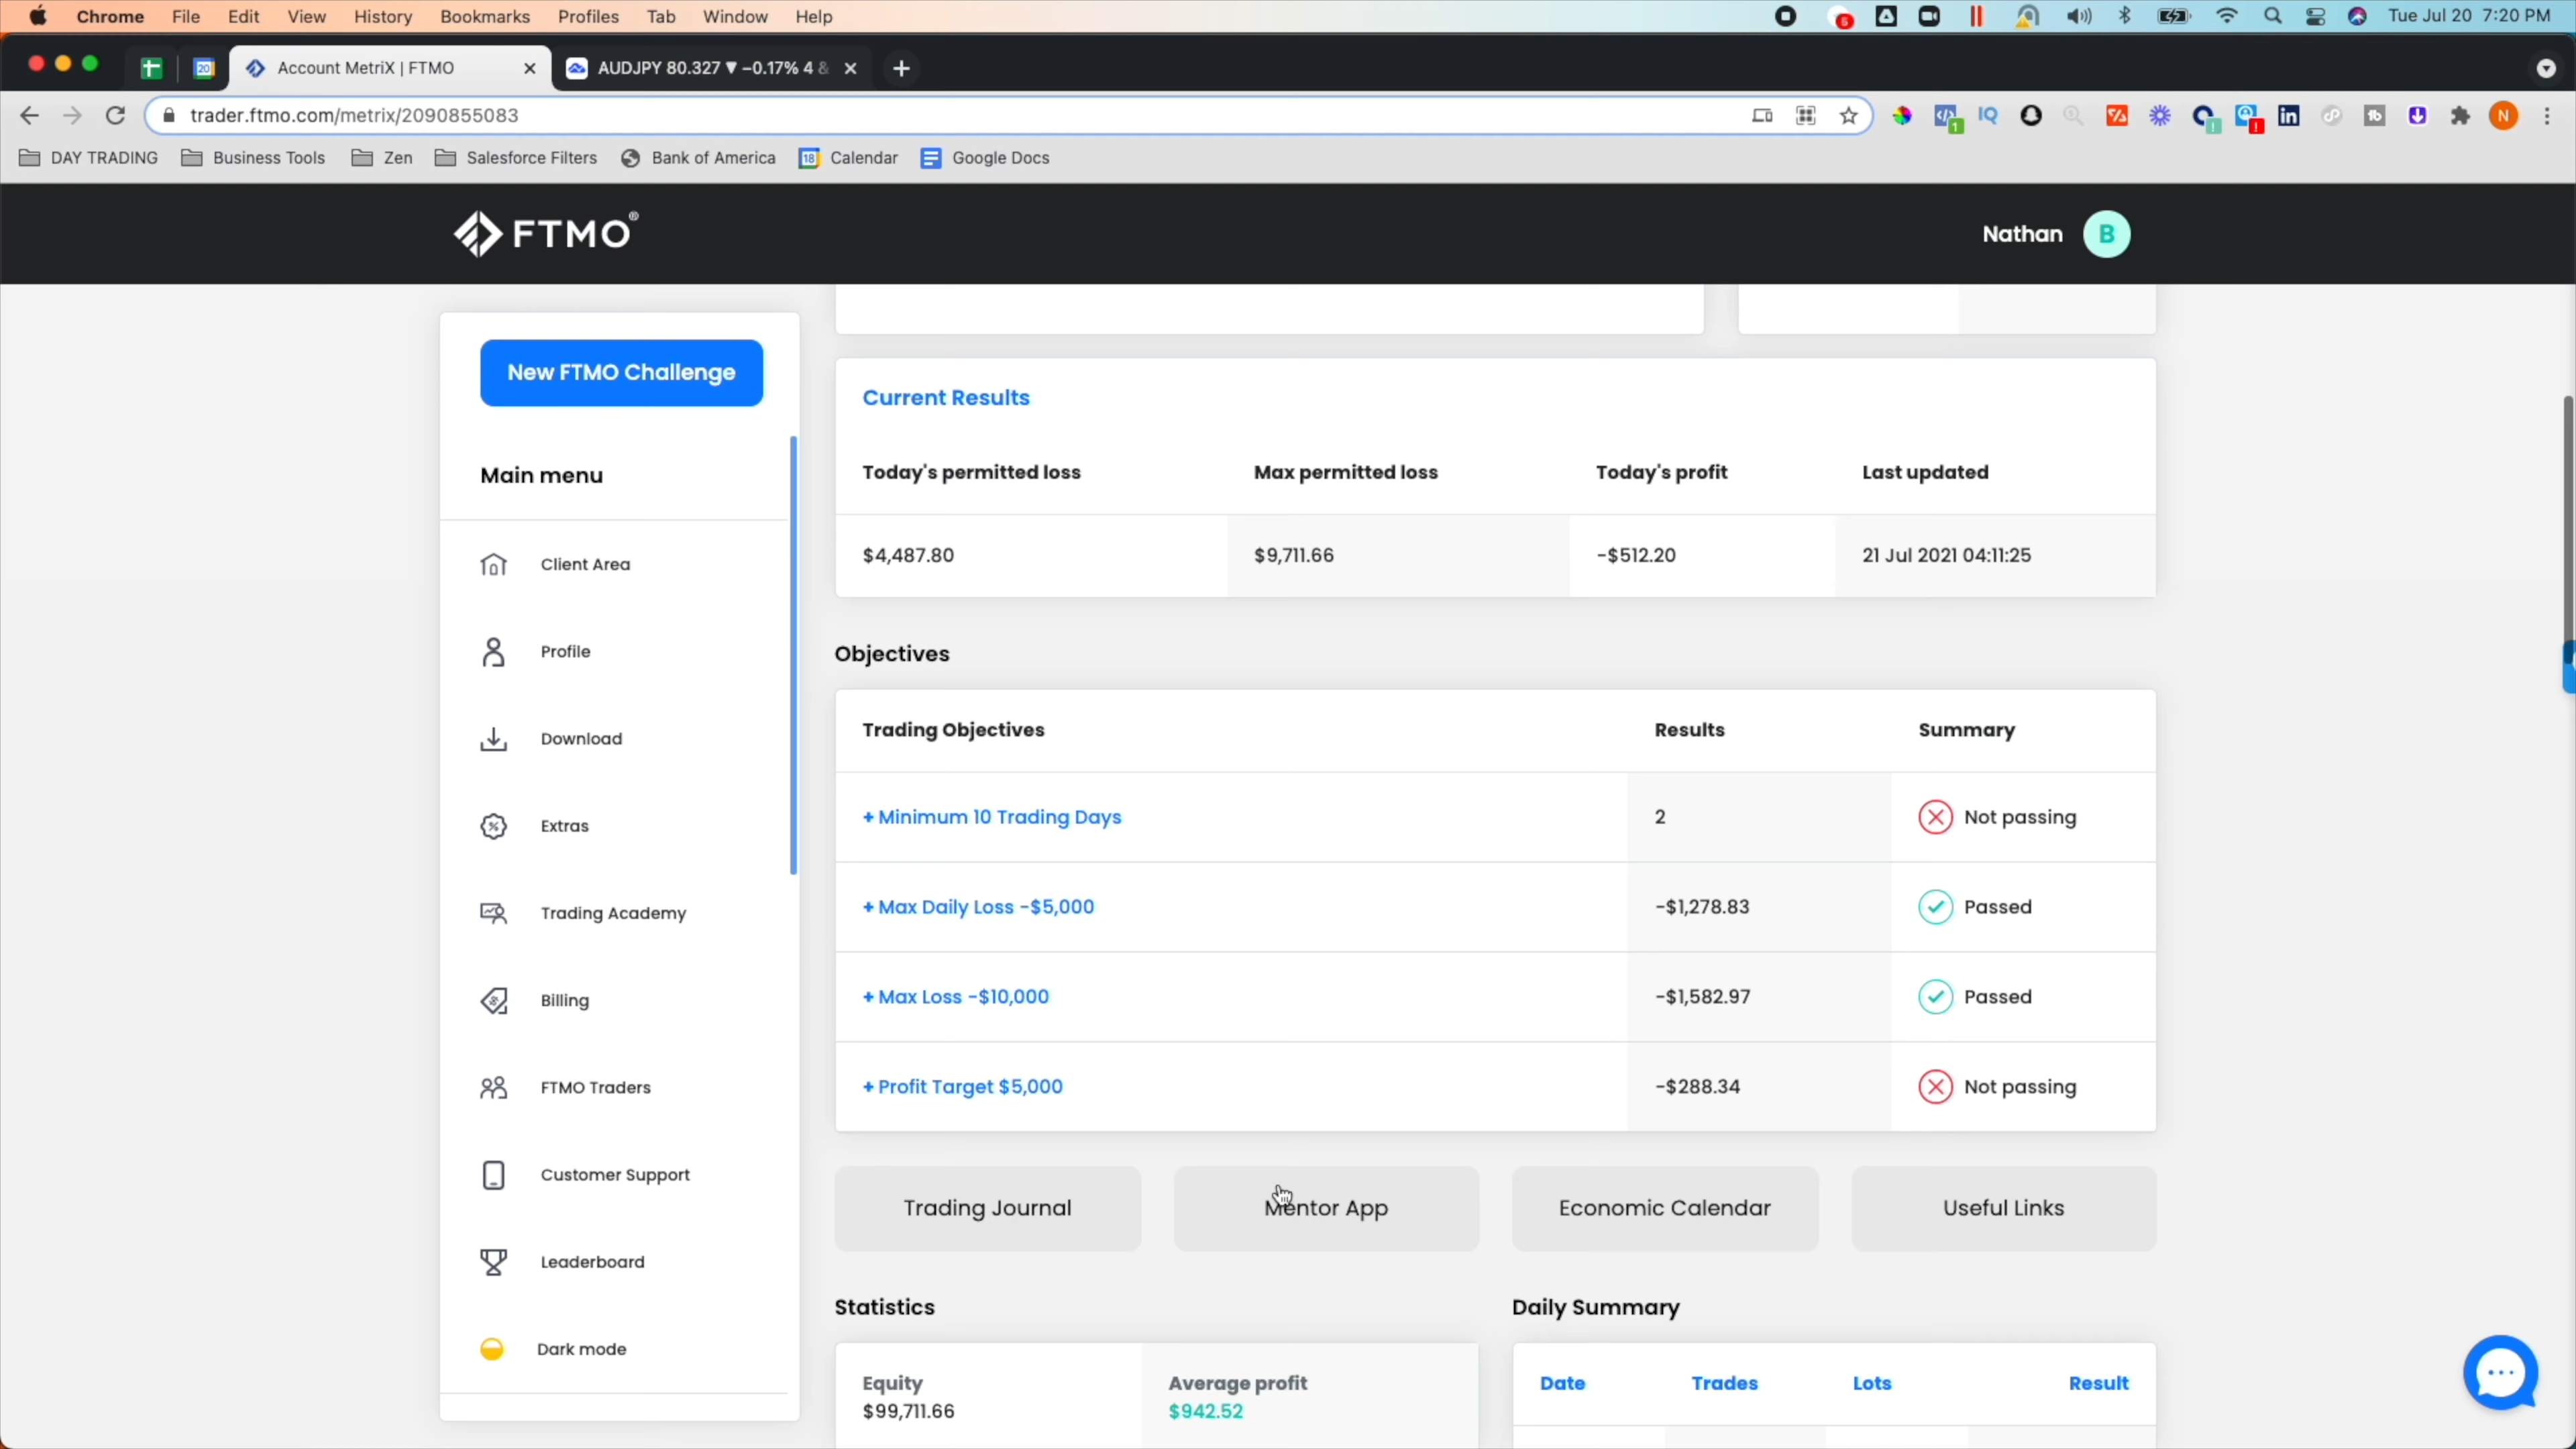 Chrome File Edit View History Bookmarks Profiles Tab Window Help
Tue Jul 20 7:20 PM
Account MetriX | FTMO
AUDJPY 80.327 ▼ −0.17% 4 &
trader.ftmo.com/metrix/2090855083
DAY TRADING Business Tools Zen Salesforce Filters Bank of America Calendar Google Docs
FTMO®
Nathan B
New FTMO Challenge
Main menu
Client Area
Profile
Download
Extras
Trading Academy
Billing
FTMO Traders
Customer Support
Leaderboard
Dark mode
Current Results
Today's permitted loss Max permitted loss Today's profit Last updated
$4,487.80 $9,711.66 -$512.20 21 Jul 2021 04:11:25
Objectives
Trading Objectives Results Summary
+ Minimum 10 Trading Days 2 Not passing
+ Max Daily Loss -$5,000 -$1,278.83 Passed
+ Max Loss -$10,000 -$1,582.97 Passed
+ Profit Target $5,000 -$288.34 Not passing
Trading Journal Mentor App Economic Calendar Useful Links
Statistics
Equity Average profit
$99,711.66 $942.52
Daily Summary
Date Trades Lots Result